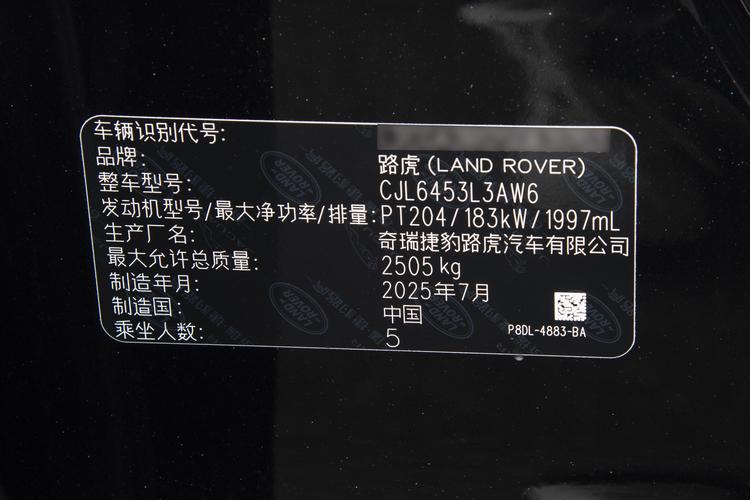 车辆识别代号:
品牌: 路虎(LAND ROVER)
整车型号: CJL6453L3AW6
发动机型号/最大净功率/排量: PT204/183kW/1997mL
生产厂名: 奇瑞捷豹路虎汽车有限公司
最大允许总质量: 2505kg
制造年月: 2025年7月
制造国: 中国
乘坐人数: 5
P8DL-4883-BA